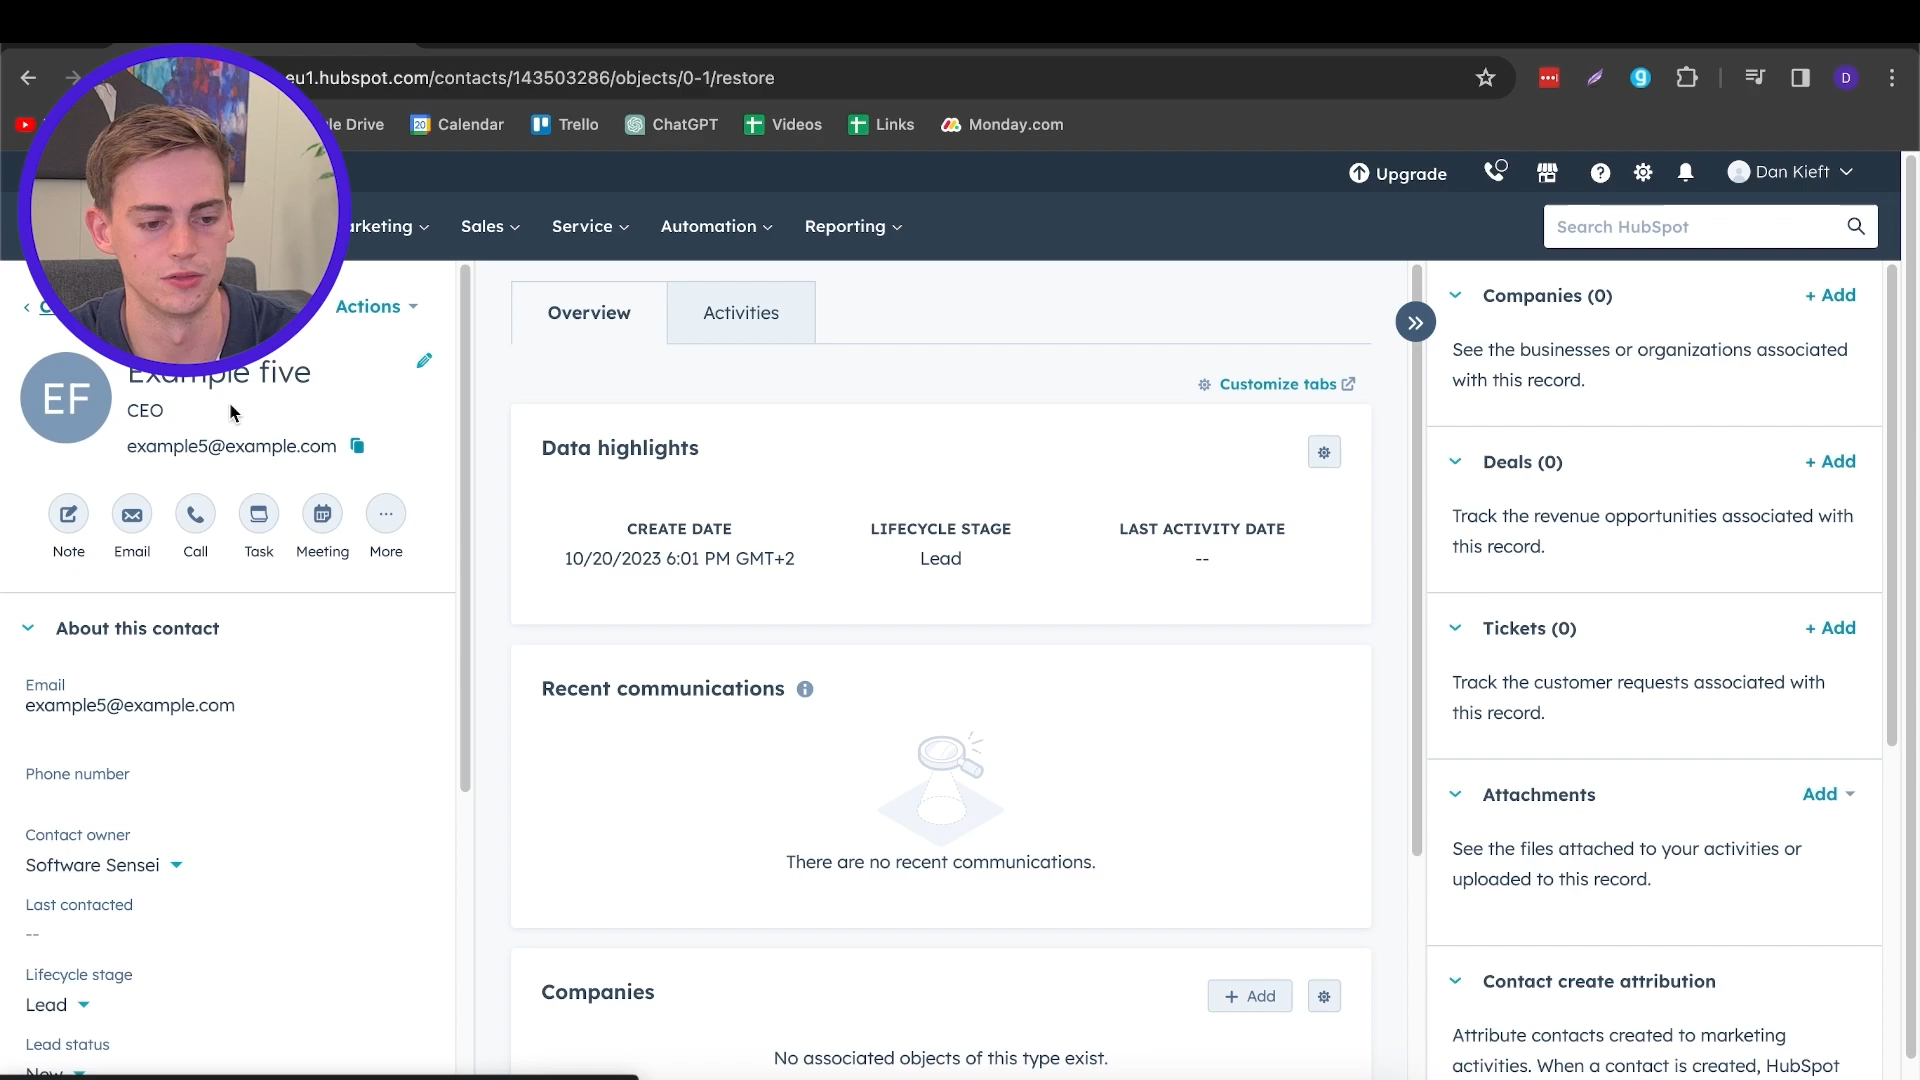 eu1.hubspot.com/contacts/143503286/objects/0-1/restore
D
le Drive
Calendar
Trello
ChatGPT
Videos
Links
Monday.com
Upgrade
Dan Kieft
arketing
Sales
Service
Automation
Reporting
Search HubSpot
Actions
Example five
EF
CEO
example5@example.com
Note
Email
Call
Task
Meeting
More
About this contact
Email
example5@example.com
Phone number
Contact owner
Software Sensei
Last contacted
--
Lifecycle stage
Lead
Lead status
New
Overview
Activities
Customize tabs
Data highlights
CREATE DATE
LIFECYCLE STAGE
LAST ACTIVITY DATE
10/20/2023 6:01 PM GMT+2
Lead
--
Recent communications
There are no recent communications.
Companies
+ Add
No associated objects of this type exist.
Companies (0)
+ Add
See the businesses or organizations associated
with this record.
Deals (0)
+ Add
Track the revenue opportunities associated with
this record.
Tickets (0)
+ Add
Track the customer requests associated with
this record.
Attachments
Add
See the files attached to your activities or
uploaded to this record.
Contact create attribution
Attribute contacts created to marketing
activities. When a contact is created, HubSpot